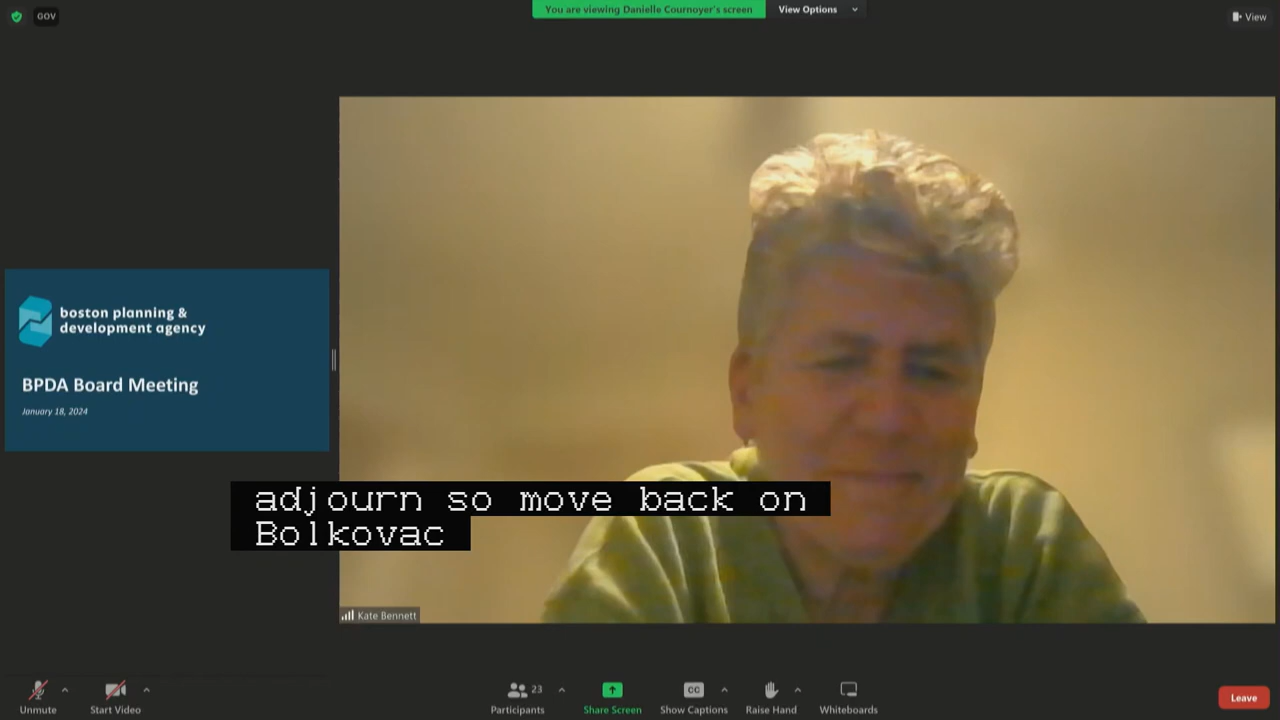 GOV
You are viewing Danielle Cournoyer's screen
View Options
View
boston planning &
development agency
BPDA Board Meeting
January 18, 2024
adjourn so move back on
Bolkovac
Kate Bennett
Unmute
Start Video
Participants
23
Share Screen
CC
Show Captions
Raise Hand
Whiteboards
Leave